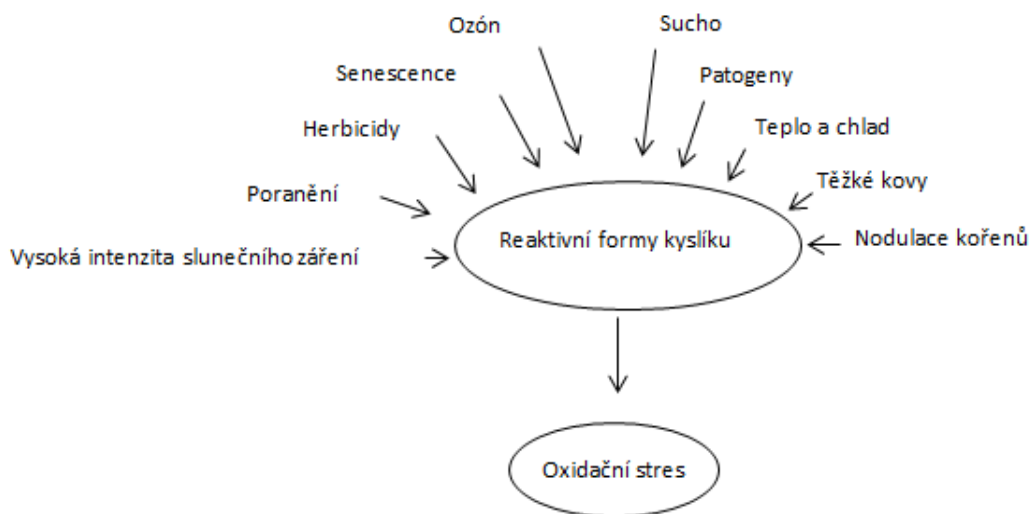 Ozón
Sucho
Senescence
Patogeny
Herbicidy
Teplo a chlad
Poranění
Těžké kovy
Vysoká intenzita slunečního záření
Reaktivní formy kyslíku
Nodulace kořenů
Oxidační stres